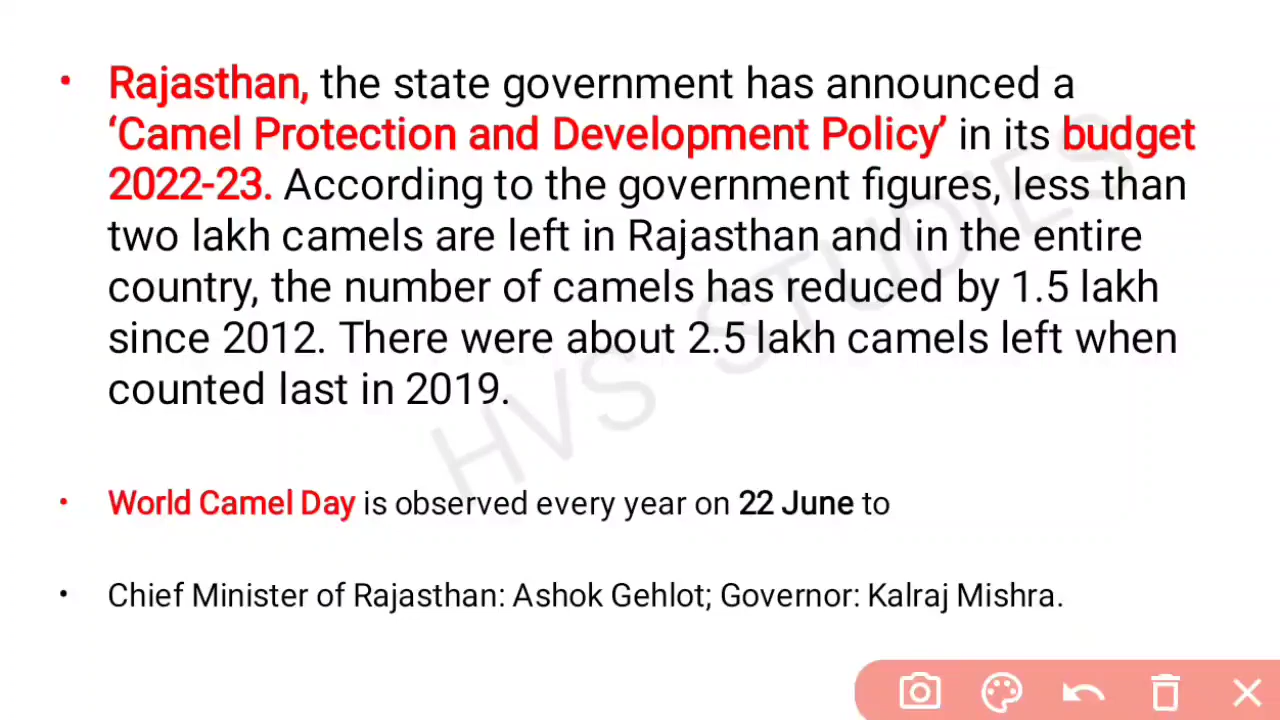 • Rajasthan, the state government has announced a
‘Camel Protection and Development Policy’ in its budget
2022-23. According to the government figures, less than
two lakh camels are left in Rajasthan and in the entire
country, the number of camels has reduced by 1.5 lakh
since 2012. There were about 2.5 lakh camels left when
counted last in 2019.
HVS STUDIES
• World Camel Day is observed every year on 22 June to
• Chief Minister of Rajasthan: Ashok Gehlot; Governor: Kalraj Mishra.